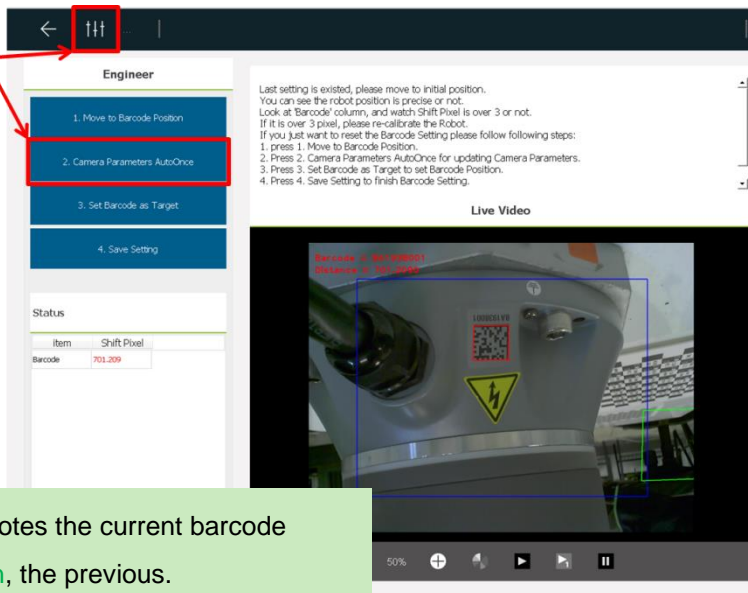 Engineer
1. Move to Barcode Position
2. Camera Parameters AutoOnce
3. Set Barcode as Target
4. Save Setting
Status
item Shift Pixel
Barcode 701.209
Last setting is existed, please move to initial position.
You can see the robot position is precise or not.
Look at 'Barcode' column, and watch Shift Pixel is over 3 or not.
If it is over 3 pixel, please re-calibrate the Robot.
If you just want to reset the Barcode Setting please follow following steps:
1. press 1. Move to Barcode Position.
2. Press 2. Camera Parameters AutoOnce for updating Camera Parameters.
3. Press 3. Set Barcode as Target to set Barcode Position.
4. Press 4. Save Setting to finish Barcode Setting.
Live Video
50%
otes the current barcode
, the previous.